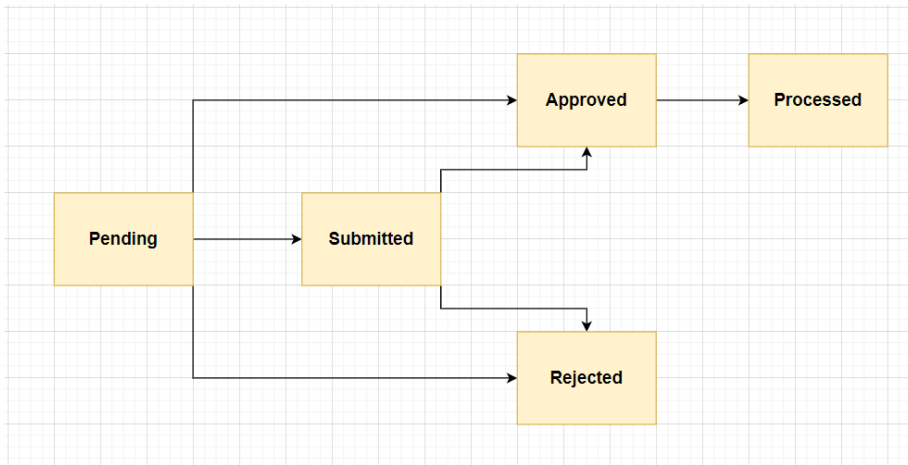 Approved
Processed
Pending
Submitted
Rejected